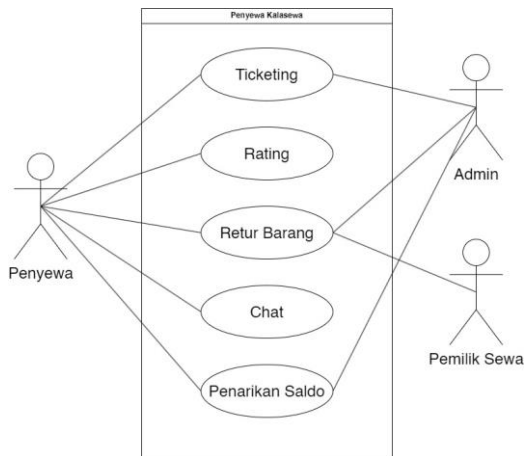 Penyewa Kalasewa
Ticketing
Rating
Retur Barang
Chat
Penarikan Saldo
Penyewa
Admin
Pemilik Sewa